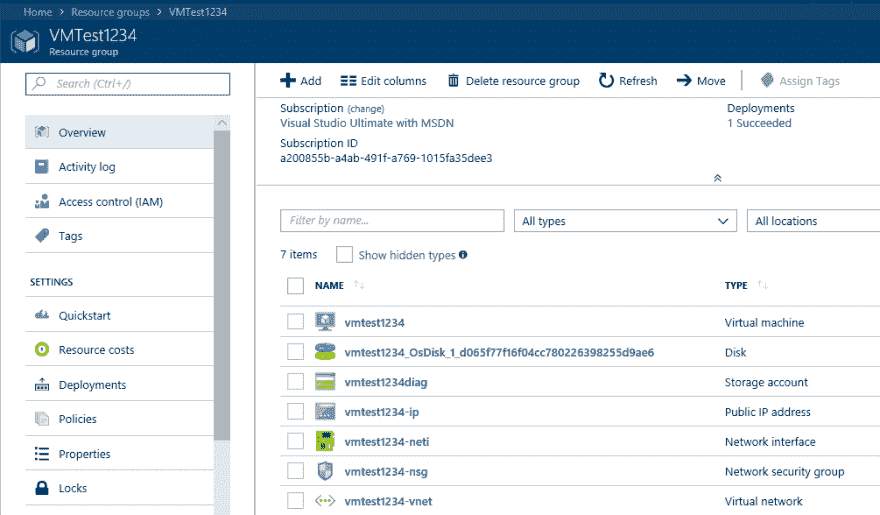 Home > Resource groups > VMTest1234
VMTest1234
Resource group
Search (Ctrl+/)
Overview
Activity log
Access control (IAM)
Tags
SETTINGS
Quickstart
Resource costs
Deployments
Policies
Properties
Locks
Add Edit columns Delete resource group Refresh Move Assign Tags
Subscription (change) Deployments
Visual Studio Ultimate with MSDN 1 Succeeded
Subscription ID
a200855b-a4ab-491f-a769-1015fa35dee3
Filter by name... All types All locations
7 items Show hidden types
NAME TYPE
vmtest1234 Virtual machine
vmtest1234_OsDisk_1_d065f77f16f04cc780226398255d9ae6 Disk
vmtest1234diag Storage account
vmtest1234-ip Public IP address
vmtest1234-neti Network interface
vmtest1234-nsg Network security group
vmtest1234-vnet Virtual network